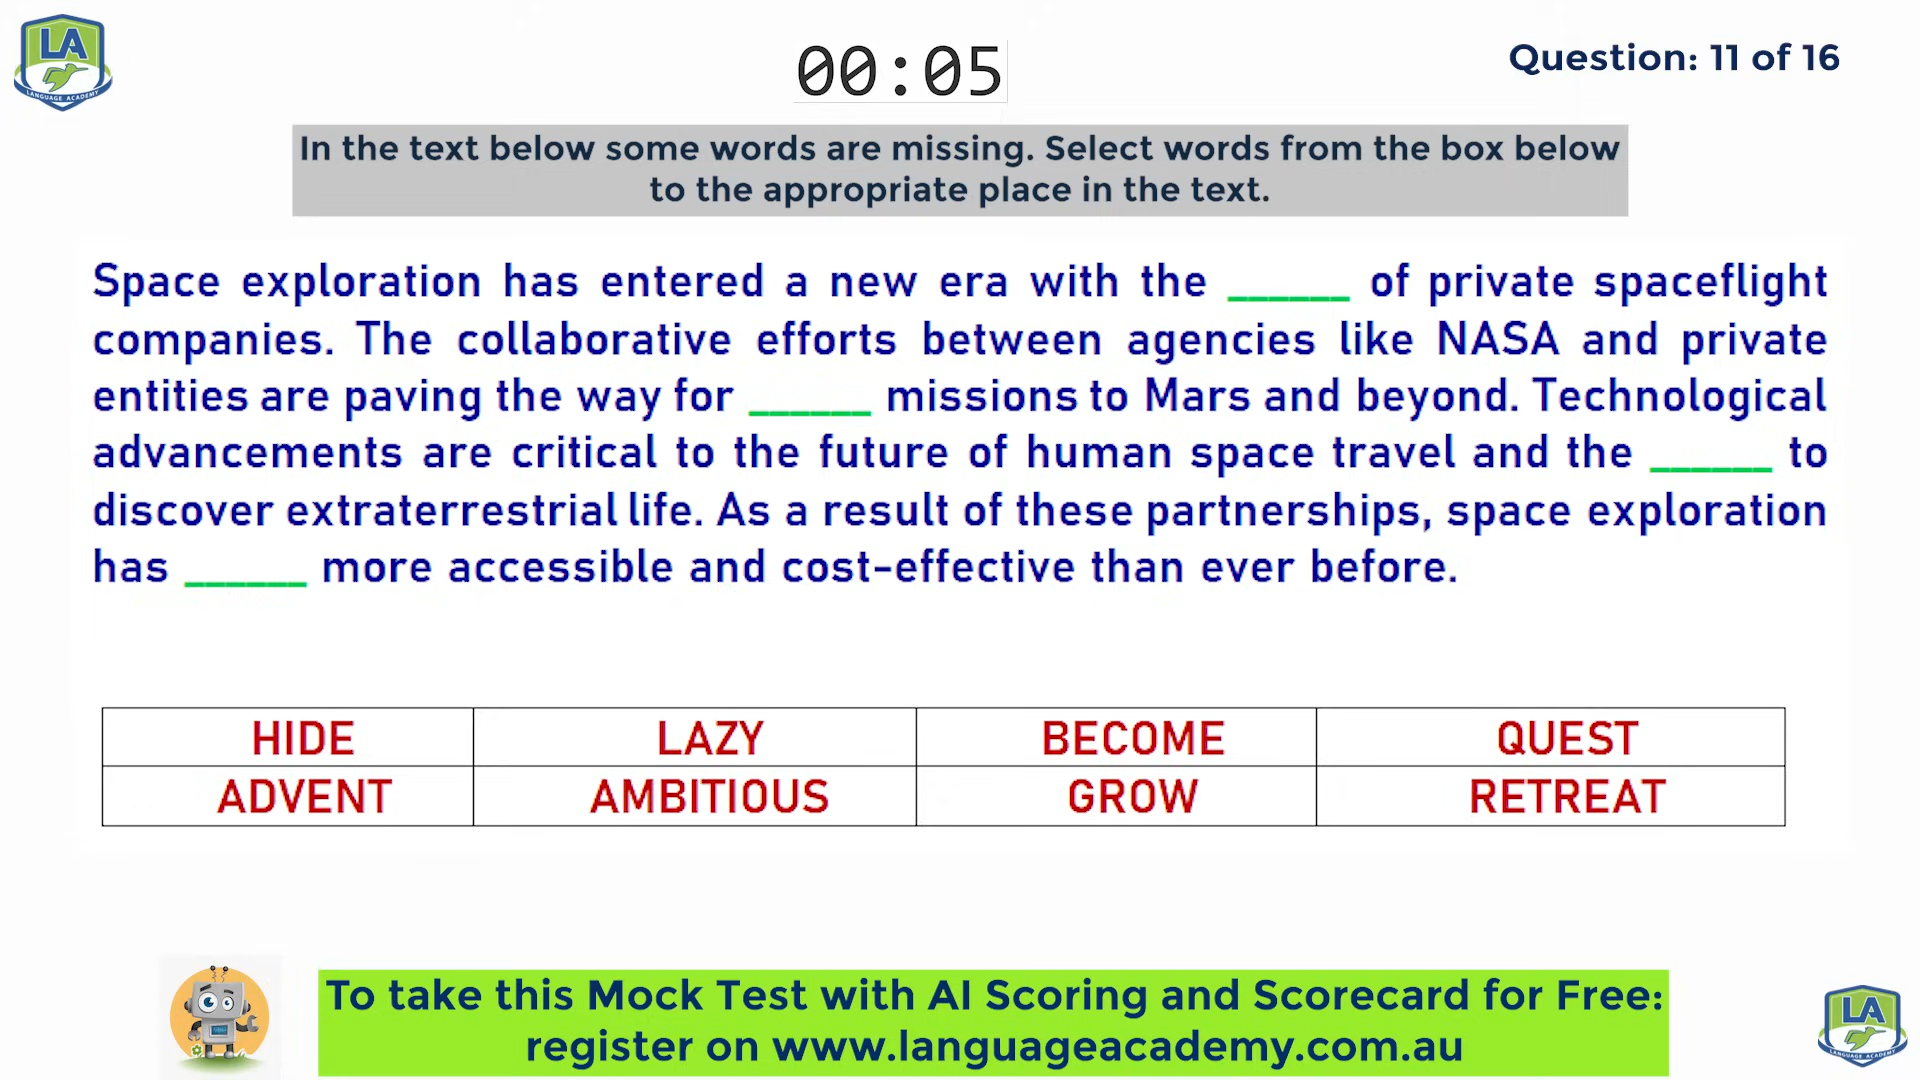 LA
LANGUAGE ACADEMY
00:05
Question: 11 of 16
In the text below some words are missing. Select words from the box below
to the appropriate place in the text.
Space exploration has entered a new era with the ______ of private spaceflight
companies. The collaborative efforts between agencies like NASA and private
entities are paving the way for ______ missions to Mars and beyond. Technological
advancements are critical to the future of human space travel and the ______ to
discover extraterrestrial life. As a result of these partnerships, space exploration
has ______ more accessible and cost-effective than ever before.
HIDE LAZY BECOME QUEST
ADVENT AMBITIOUS GROW RETREAT
To take this Mock Test with AI Scoring and Scorecard for Free:
register on www.languageacademy.com.au
LA
LANGUAGE ACADEMY